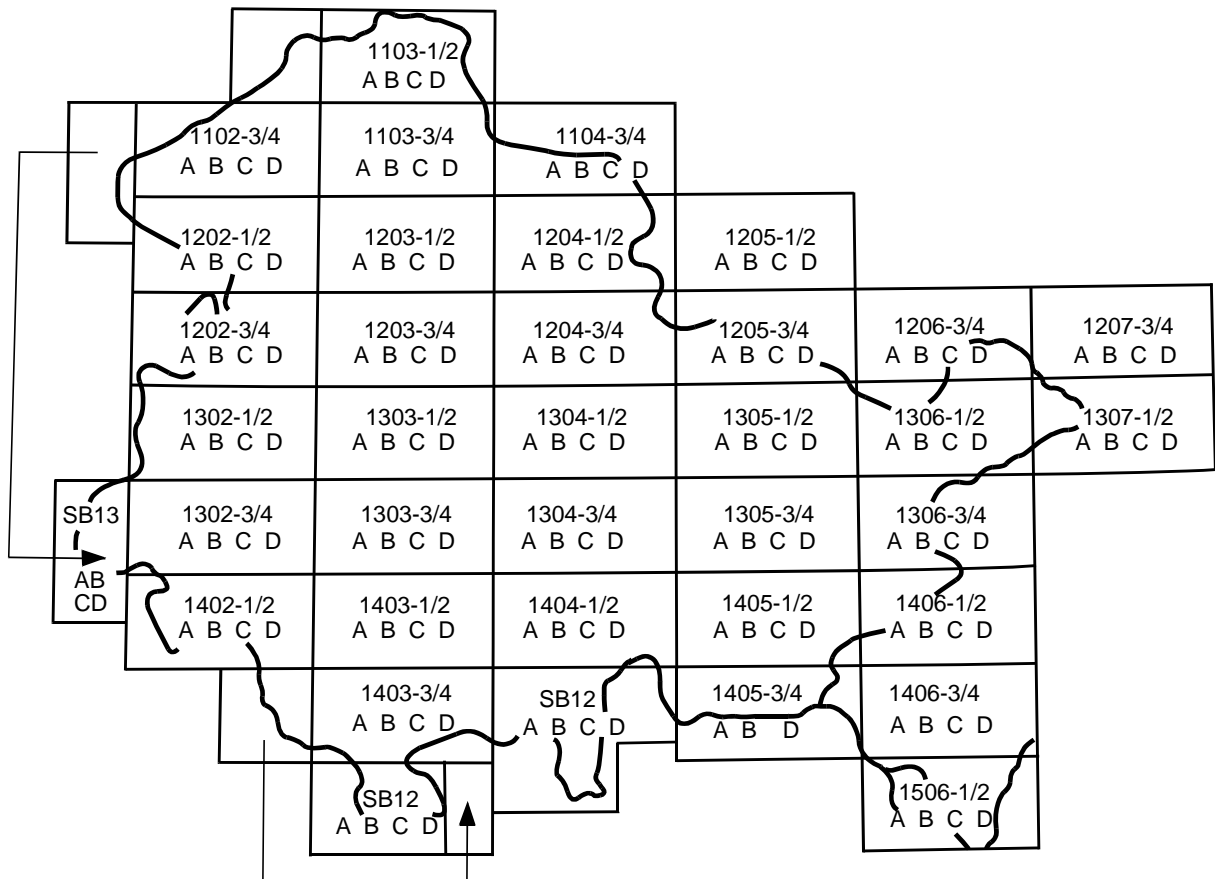 1103-1/2
A B C D
1102-3/4 1103-3/4 1104-3/4
A B C D A B C D A B C D
1202-1/2 1203-1/2 1204-1/2 1205-1/2
A B C D A B C D A B C D A B C D
1202-3/4 1203-3/4 1204-3/4 1205-3/4 1206-3/4 1207-3/4
A B C D A B C D A B C D A B C D A B C D A B C D
1302-1/2 1303-1/2 1304-1/2 1305-1/2 1306-1/2 1307-1/2
A B C D A B C D A B C D A B C D A B C D A B C D
SB13 1302-3/4 1303-3/4 1304-3/4 1305-3/4 1306-3/4
A B C D A B C D A B C D A B C D A B C D
AB
CD
1402-1/2 1403-1/2 1404-1/2 1405-1/2 1406-1/2
A B C D A B C D A B C D A B C D A B C D
1403-3/4 SB12 1405-3/4 1406-3/4
A B C D A B C D A B D A B C D
SB12 1506-1/2
A B C D A B C D